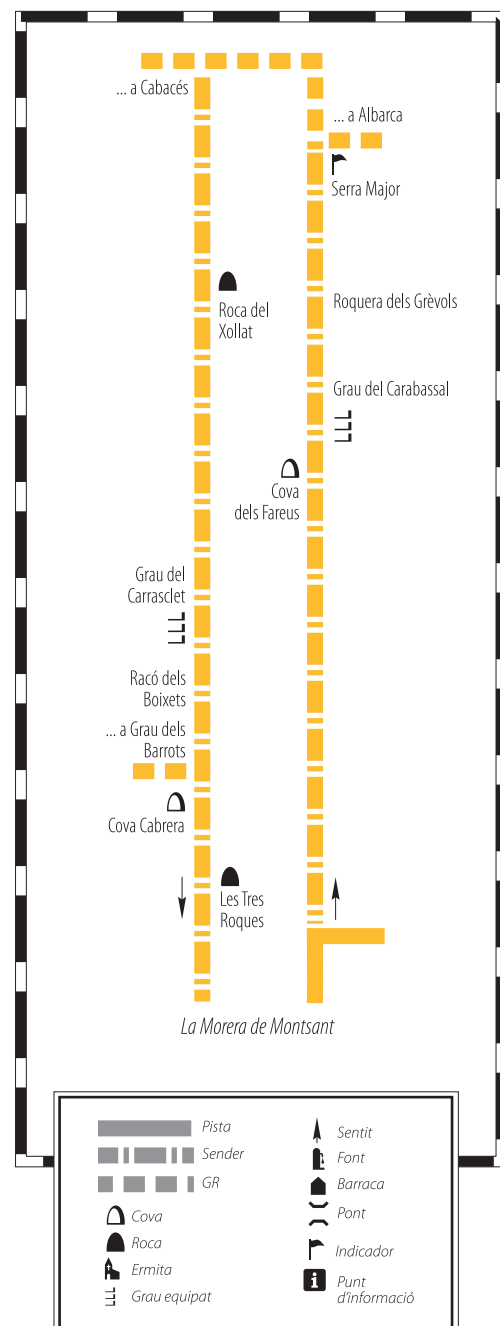 ... a Cabacés
... a Albarca
Serra Major
Roca del
Xollat
Roquera dels Grèvols
Grau del Carabassal
Cova
dels Fareus
Grau del
Carrasclet
Racó dels
Boixets
... a Grau dels
Barrots
Cova Cabrera
Les Tres
Roques
La Morera de Montsant
Pista
Sender
GR
Cova
Roca
Ermita
Grau equipat
Sentit
Font
Barraca
Pont
Indicador
i
Punt
d'informació